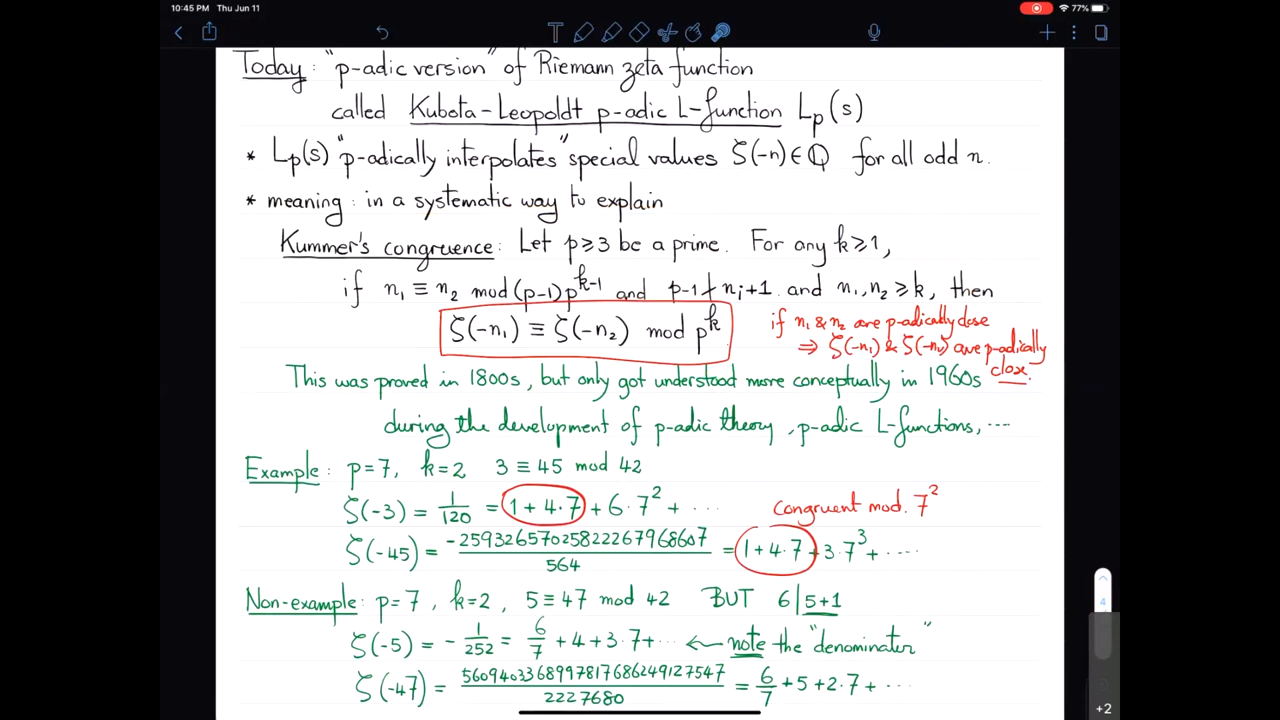 10:45 PM Thu Jun 11
77%
Today: "p-adic version" of Riemann zeta function
called Kubota-Leopoldt p-adic L-function Lp(s)
* Lp(s) "p-adically interpolates" special values ζ(-n)∈ℚ for all odd n.
* meaning: in a systematic way to explain
Kummer's congruence: Let p≥3 be a prime. For any k≥1,
if n₁ ≡ n₂ mod (p-1)p^{k-1} and p-1∤nᵢ+1 and n₁,n₂≥k, then
ζ(-n₁) ≡ ζ(-n₂) mod p^k.
if n₁ & n₂ are p-adically close
⇒ ζ(-n₁) & ζ(-n₂) are p-adically
close.
This was proved in 1800s, but only got understood more conceptually in 1960s
during the development of p-adic theory, p-adic L-functions, ...
Example: p=7, k=2 3 ≡ 45 mod 42
ζ(-3) = 1/120 = 1+4·7 + 6·7² + ... congruent mod. 7²
ζ(-45) = -25932657025822267968607/564 = 1+4·7 + 3·7³ + ....
Non-example: p=7, k=2, 5 ≡ 47 mod 42 BUT 6|5+1
ζ(-5) = -1/252 = 6/7 + 4 + 3·7 + ... ← note the "denominater"
ζ(-47) = 5609403368997817686249127547/2227680 = 6/7 + 5 + 2·7 + ...
4
+2